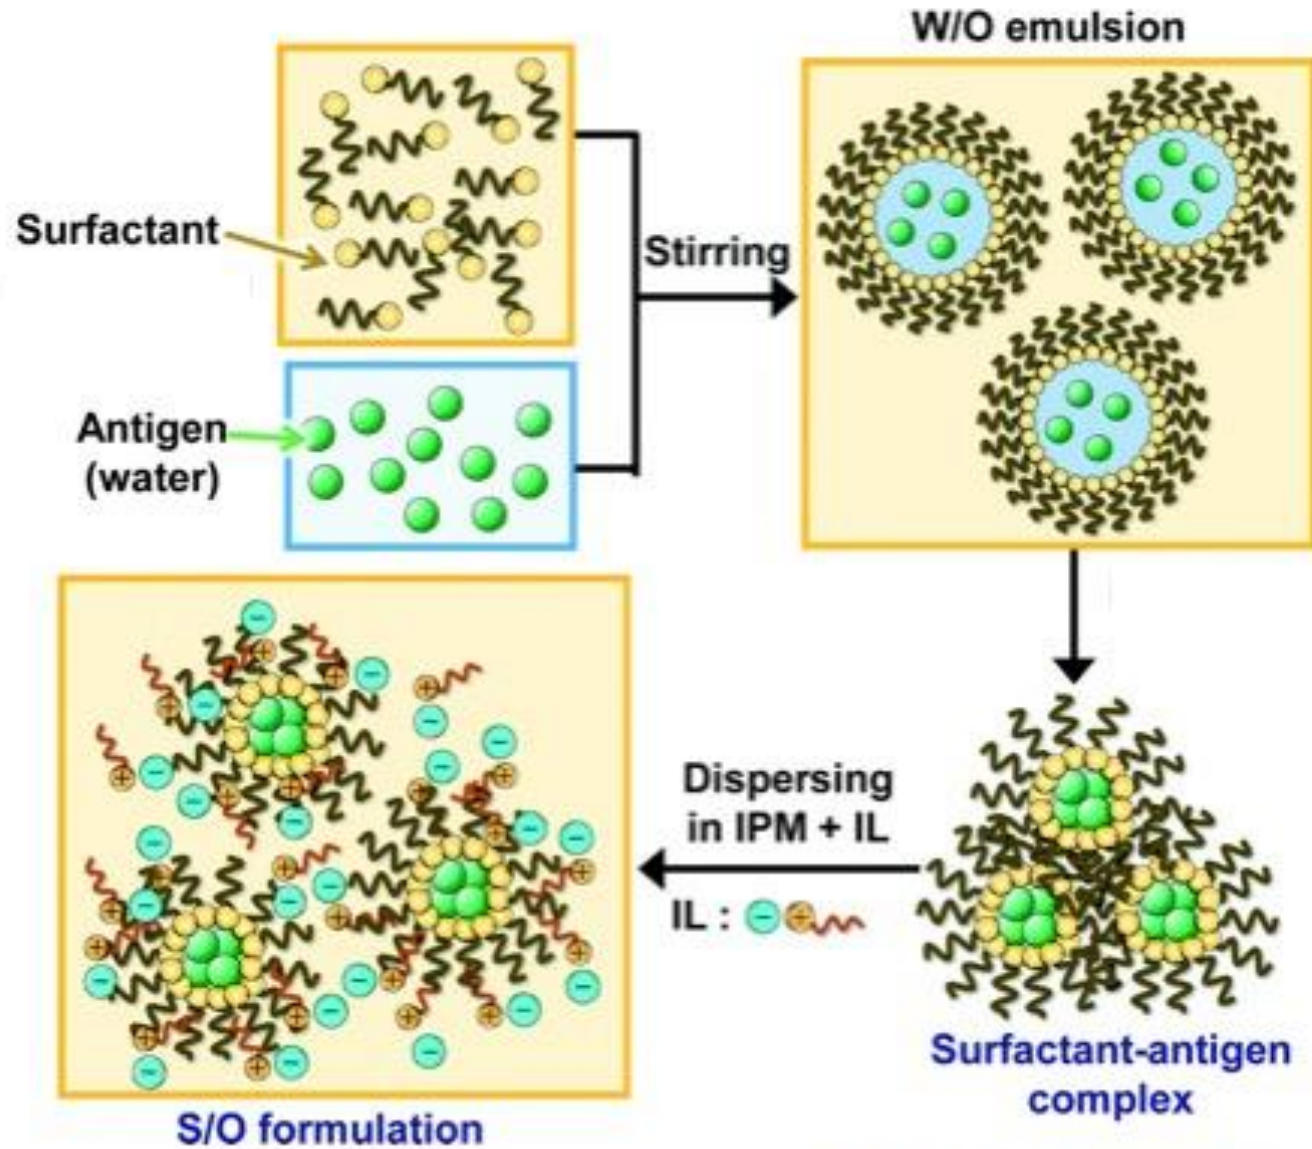 W/O emulsion
Surfactant
Stirring
Antigen
(water)
Dispersing
in IPM + IL
IL : − +
Surfactant-antigen
complex
S/O formulation